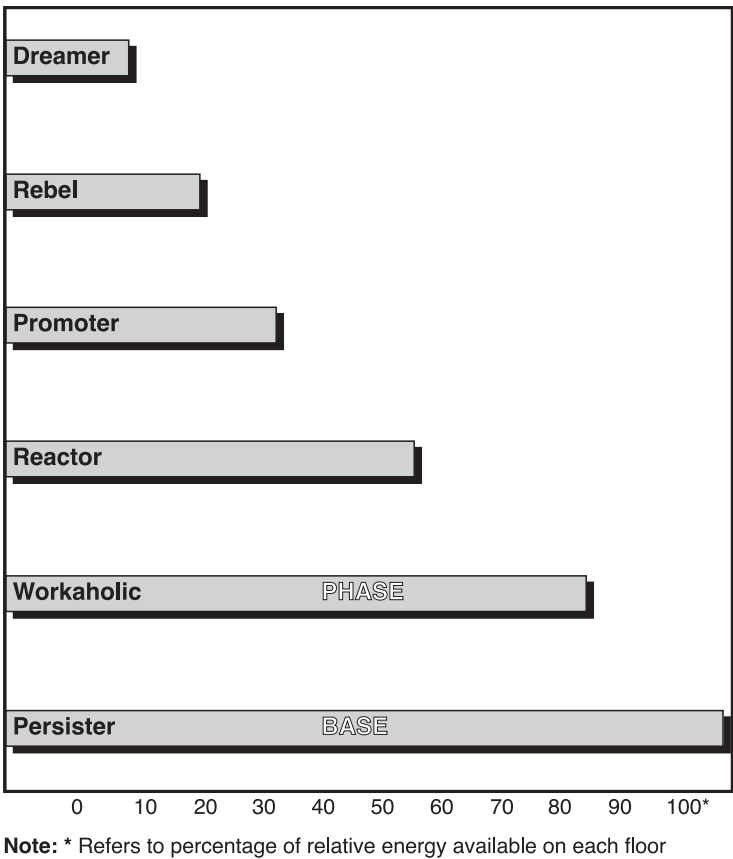 Dreamer
Rebel
Promoter
Reactor
Workaholic PHASE
Persister BASE
0 10 20 30 40 50 60 70 80 90 100*
Note: * Refers to percentage of relative energy available on each floor